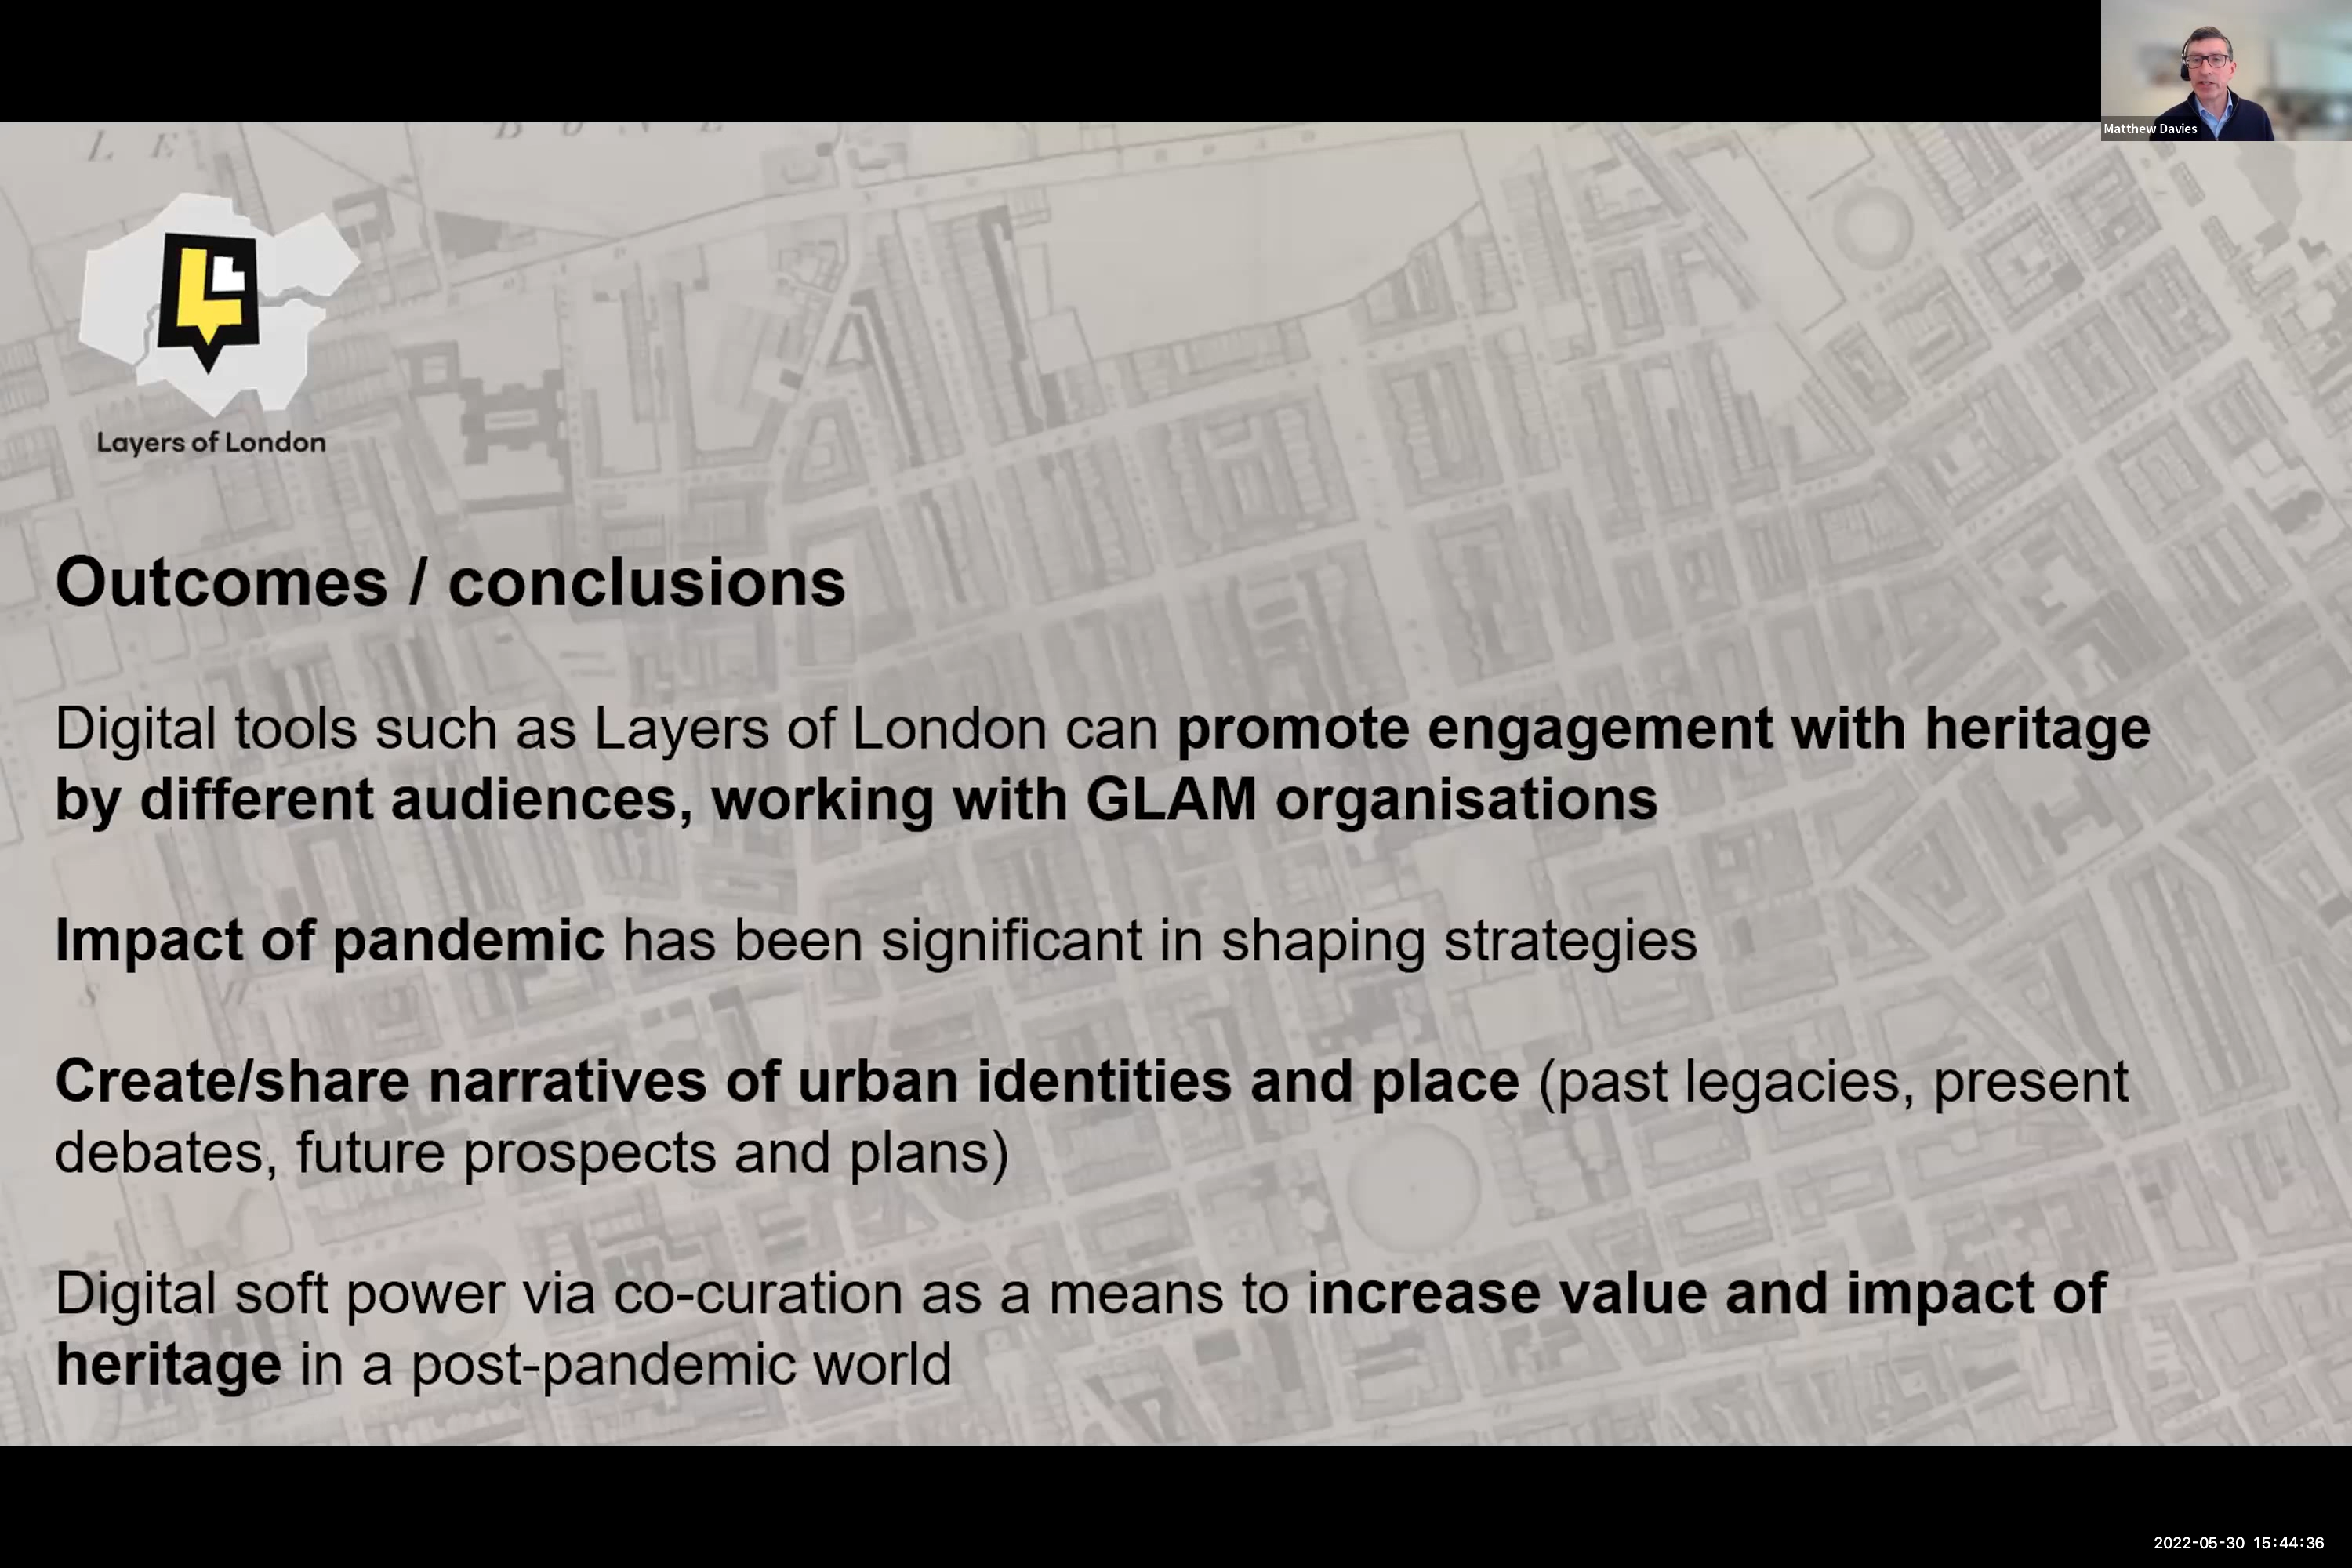 Matthew Davies
L E
Layers of London
Outcomes / conclusions
Digital tools such as Layers of London can promote engagement with heritage
by different audiences, working with GLAM organisations
Impact of pandemic has been significant in shaping strategies
Create/share narratives of urban identities and place (past legacies, present
debates, future prospects and plans)
Digital soft power via co-curation as a means to increase value and impact of
heritage in a post-pandemic world
2022-05-30 15:44:36